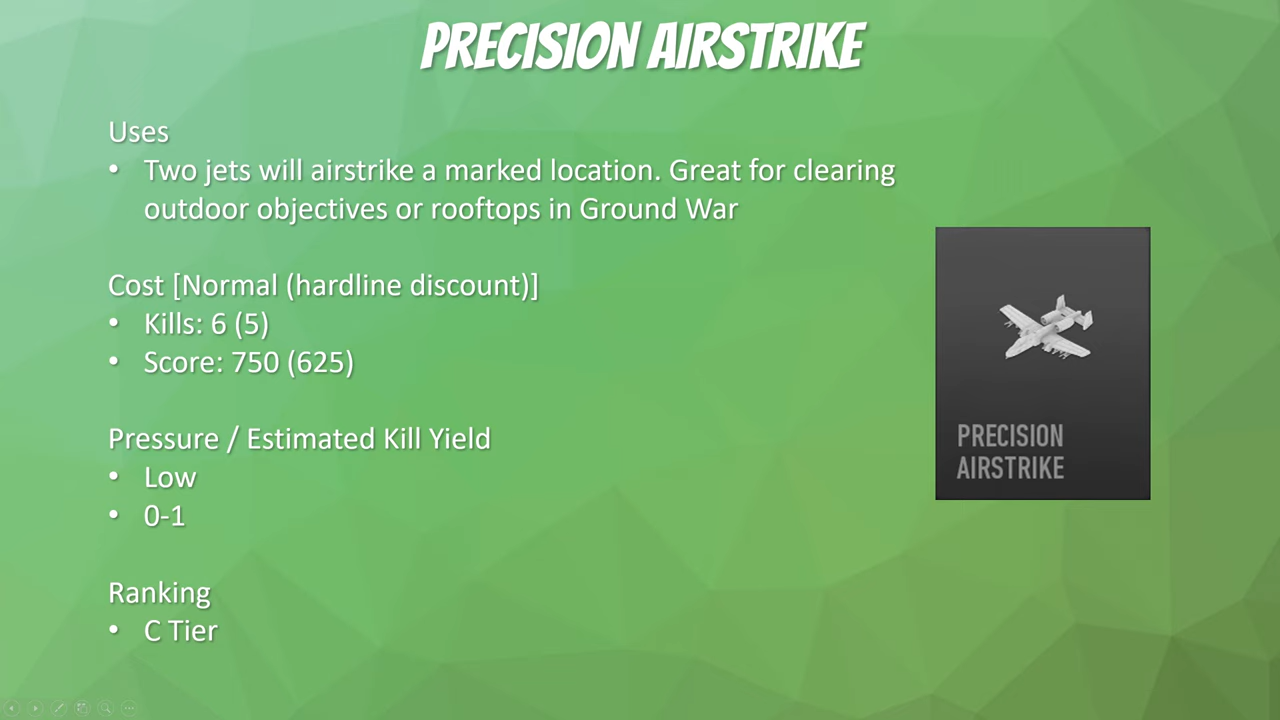 PRECISION AIRSTRIKE
Uses
• Two jets will airstrike a marked location. Great for clearing
outdoor objectives or rooftops in Ground War
Cost [Normal (hardline discount)]
• Kills: 6 (5)
• Score: 750 (625)
Pressure / Estimated Kill Yield
• Low
• 0-1
Ranking
• C Tier
PRECISION
AIRSTRIKE